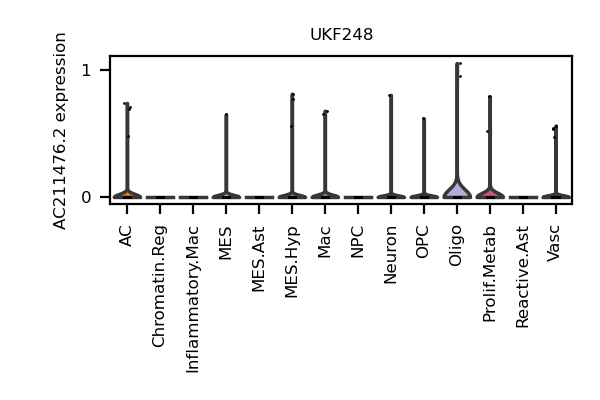 UKF248
AC211476.2 expression
1
0
AC
Chromatin.Reg
Inflammatory.Mac
MES
MES.Ast
MES.Hyp
Mac
NPC
Neuron
OPC
Oligo
Prolif.Metab
Reactive.Ast
Vasc